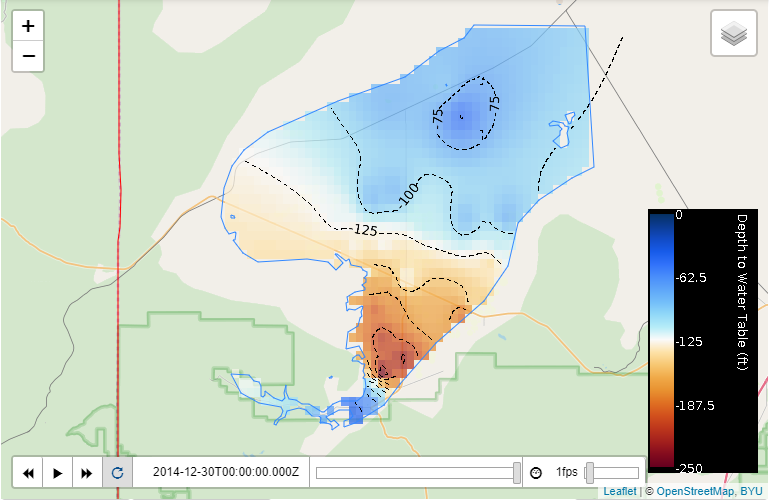 +
−
75
75
-100
-125
0
-62.5
-125
-187.5
-250
Depth to Water Table (ft)
2014-12-30T00:00:00.000Z
1fps
Leaflet | © OpenStreetMap, BYU